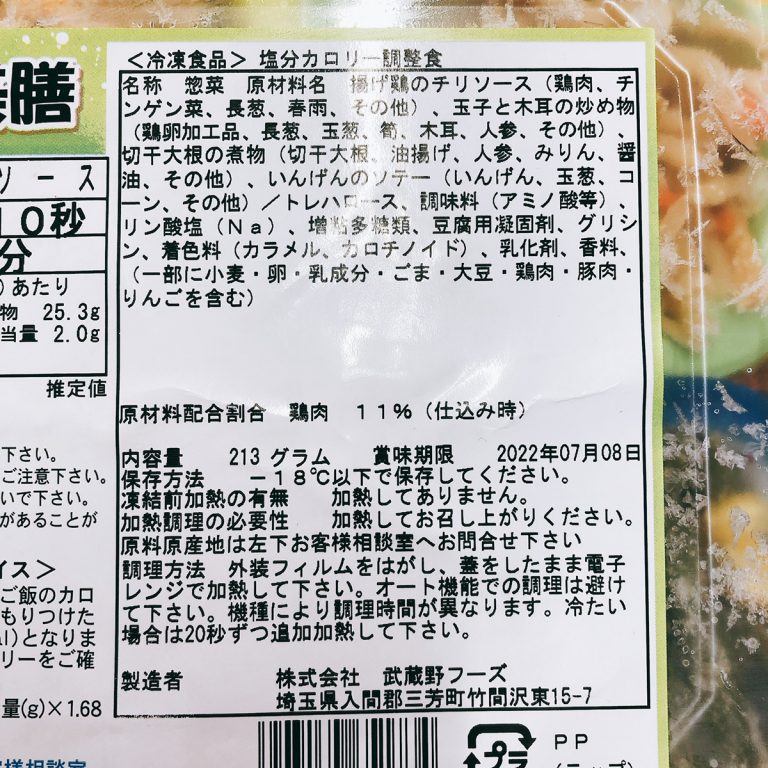 膳
ソース
10秒
分
)あたり
物 25.3g
当量 2.0g
推定値
下さい。
ご注意下さい。
いで下さい。
があることが
イス＞
ご飯のカロ
もりつけた
al)となりま
リーをご確
量(g)×1.68
＜冷凍食品＞ 塩分カロリー調整食
名称 惣菜 原材料名 揚げ鶏のチリソース（鶏肉、チ
ンゲン菜、長葱、春雨、その他）、玉子と木耳の炒め物
（鶏卵加工品、長葱、玉葱、筍、木耳、人参、その他）、
切干大根の煮物（切干大根、油揚げ、人参、みりん、醤
油、その他）、いんげんのソテー（いんげん、玉葱、コ
ーン、その他）／トレハロース、調味料（アミノ酸等）、
リン酸塩（Na）、増粘多糖類、豆腐用凝固剤、グリシ
ン、着色料（カラメル、カロチノイド）、乳化剤、香料、
（一部に小麦・卵・乳成分・ごま・大豆・鶏肉・豚肉・
りんごを含む）
原材料配合割合 鶏肉 11％（仕込み時）
内容量 213 グラム 賞味期限 2022年07月08日
保存方法 －18℃以下で保存してください。
凍結前加熱の有無 加熱してありません。
加熱調理の必要性 加熱してお召し上がりください。
原料原産地は左下お客様相談室へお問合せ下さい
調理方法 外装フィルムをはがし、蓋をしたまま電子
レンジで加熱して下さい。オート機能での調理は避け
て下さい。機種により調理時間が異なります。冷たい
場合は20秒ずつ追加加熱して下さい。
製造者 株式会社 武蔵野フーズ
埼玉県入間郡三芳町竹間沢東15-7
プラ
PP